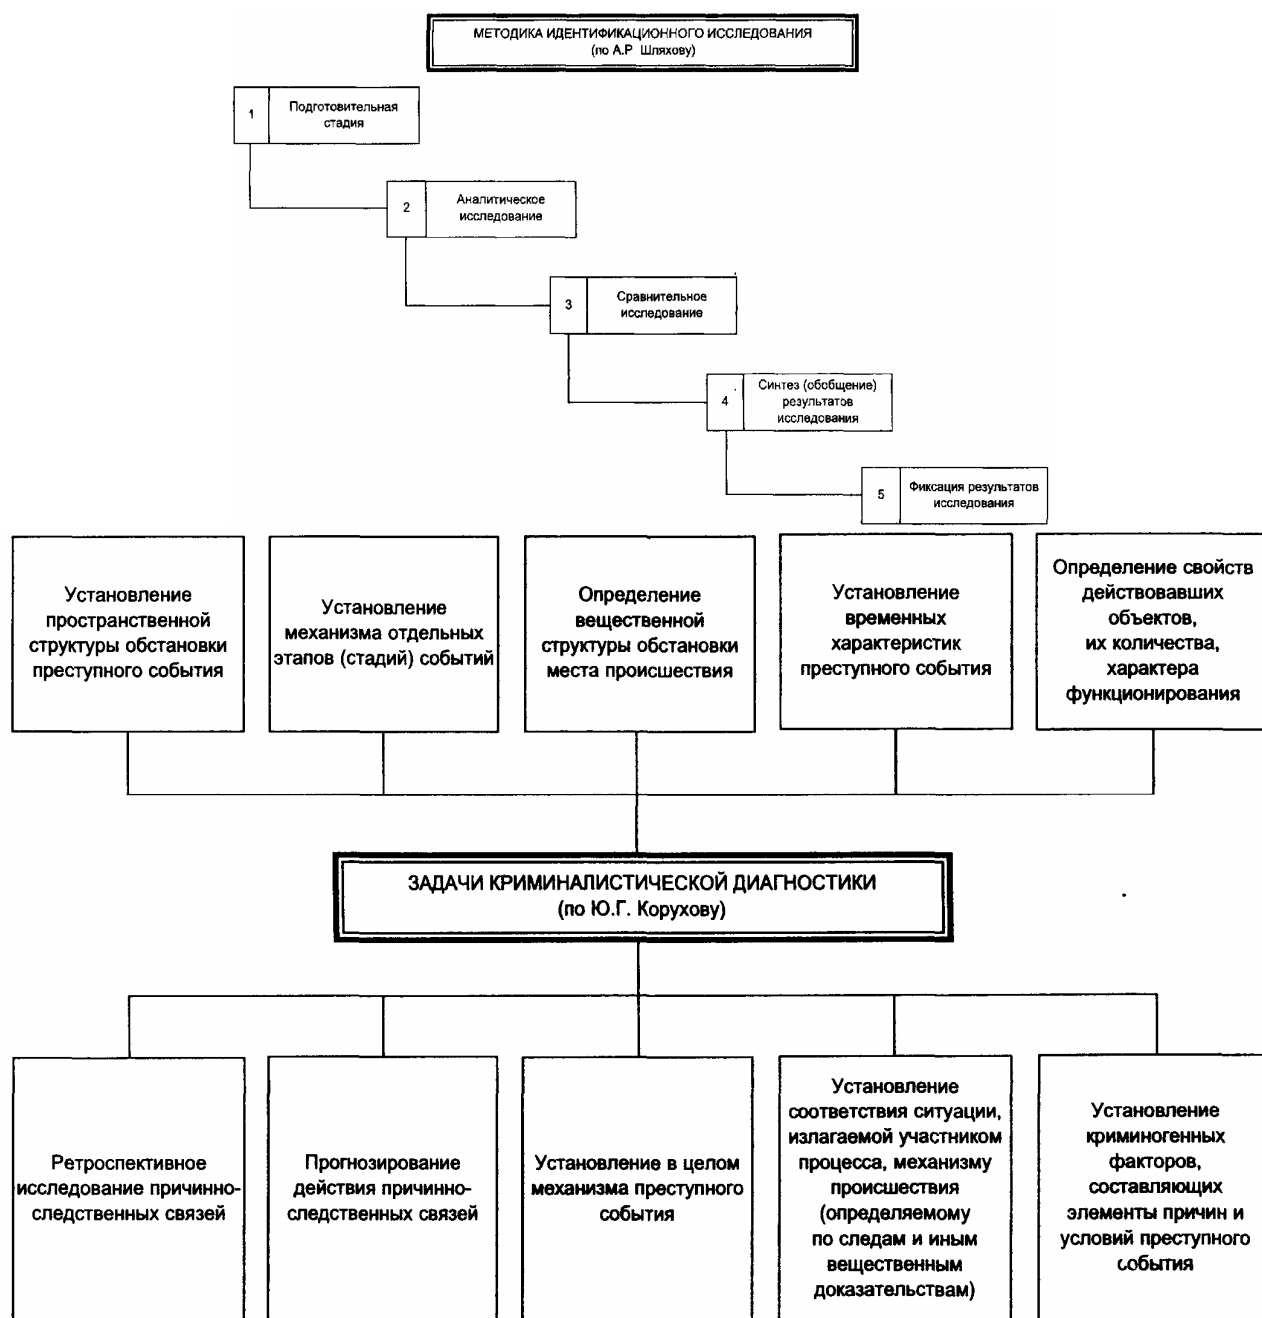 МЕТОДИКА ИДЕНТИФИКАЦИОННОГО ИССЛЕДОВАНИЯ
(по А.Р Шляхову)
1
Подготовительная
стадия
2
Аналитическое
исследование
3
Сравнительное
исследование
4
Синтез (обобщение)
результатов
исследования
5
Фиксация результатов
исследования
Установление
пространственной
структуры обстановки
преступного события
Установление
механизма отдельных
этапов (стадий) событий
Определение
вещественной
структуры обстановки
места происшествия
Установление
временных
характеристик
преступного события
Определение свойств
действовавших
объектов,
их количества,
характера
функционирования
ЗАДАЧИ КРИМИНАЛИСТИЧЕСКОЙ ДИАГНОСТИКИ
(по Ю.Г. Корухову)
Ретроспективное
исследование причинно-
следственных связей
Прогнозирование
действия причинно-
следственных связей
Установление в целом
механизма преступного
события
Установление
соответствия ситуации,
излагаемой участником
процесса, механизму
происшествия
(определяемому
по следам и иным
вещественным
доказательствам)
Установление
криминогенных
факторов,
составляющих
элементы причин и
условий преступного
события